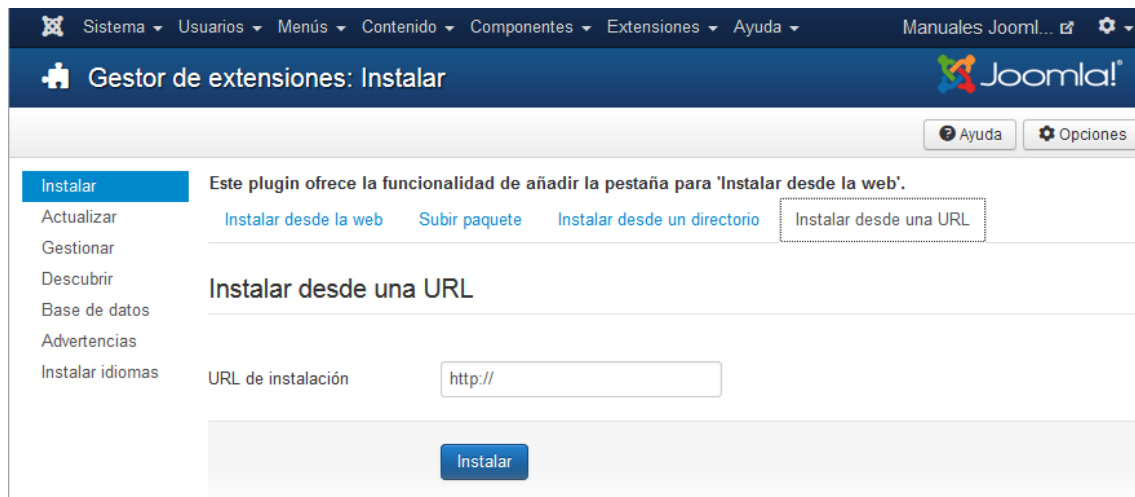 Sistema Usuarios Menús Contenido Componentes Extensiones Ayuda Manuales Jooml...
Gestor de extensiones: Instalar Joomla!®
Ayuda Opciones
Instalar
Actualizar
Gestionar
Descubrir
Base de datos
Advertencias
Instalar idiomas
Este plugin ofrece la funcionalidad de añadir la pestaña para 'Instalar desde la web'.
Instalar desde la web Subir paquete Instalar desde un directorio Instalar desde una URL
Instalar desde una URL
URL de instalación http://
Instalar